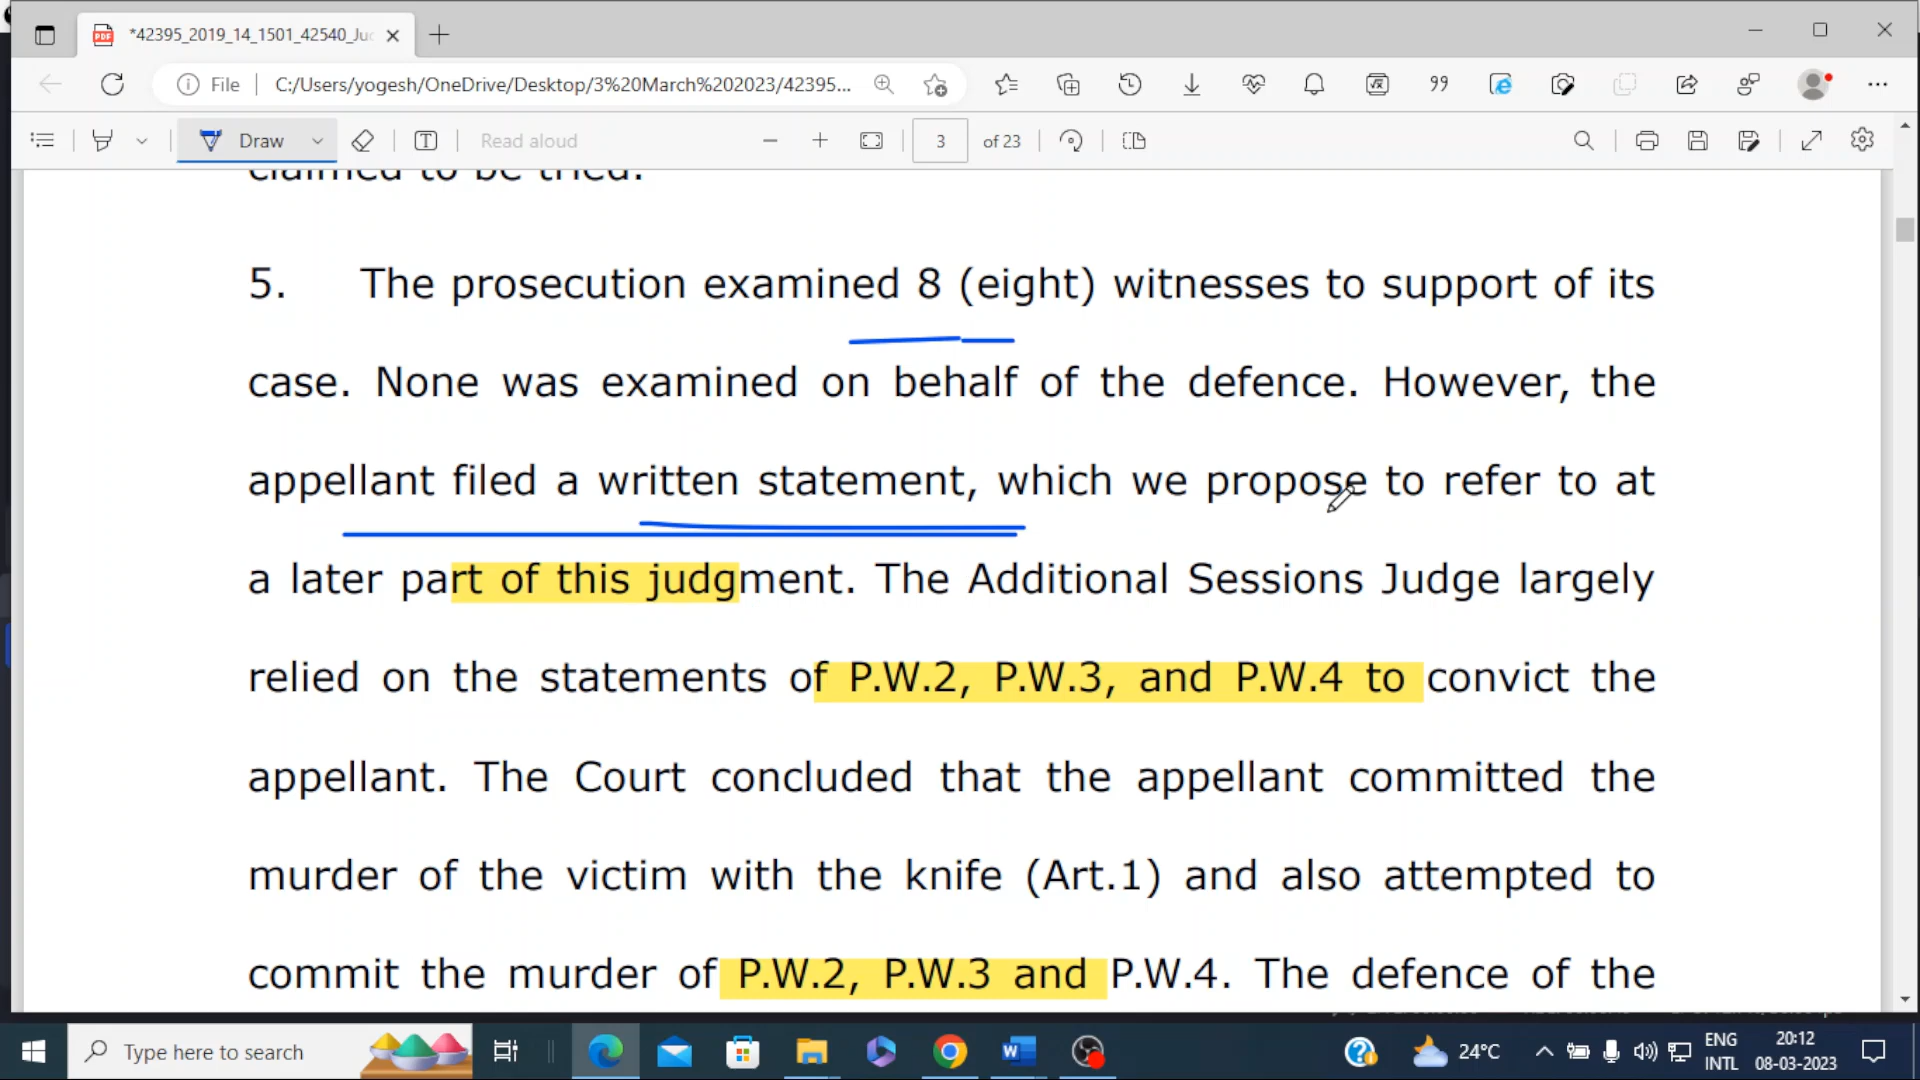 *42395_2019_14_1501_42540_Juc
File
C:/Users/yogesh/OneDrive/Desktop/3%20March%202023/42395...
Draw
Read aloud
3
of 23
claimed to be tried.
5. The prosecution examined 8 (eight) witnesses to support of its
case. None was examined on behalf of the defence. However, the
appellant filed a written statement, which we propose to refer to at
a later part of this judgment. The Additional Sessions Judge largely
relied on the statements of P.W.2, P.W.3, and P.W.4 to convict the
appellant. The Court concluded that the appellant committed the
murder of the victim with the knife (Art.1) and also attempted to
commit the murder of P.W.2, P.W.3 and P.W.4. The defence of the
Type here to search
24°C
ENG
INTL
20:12
08-03-2023